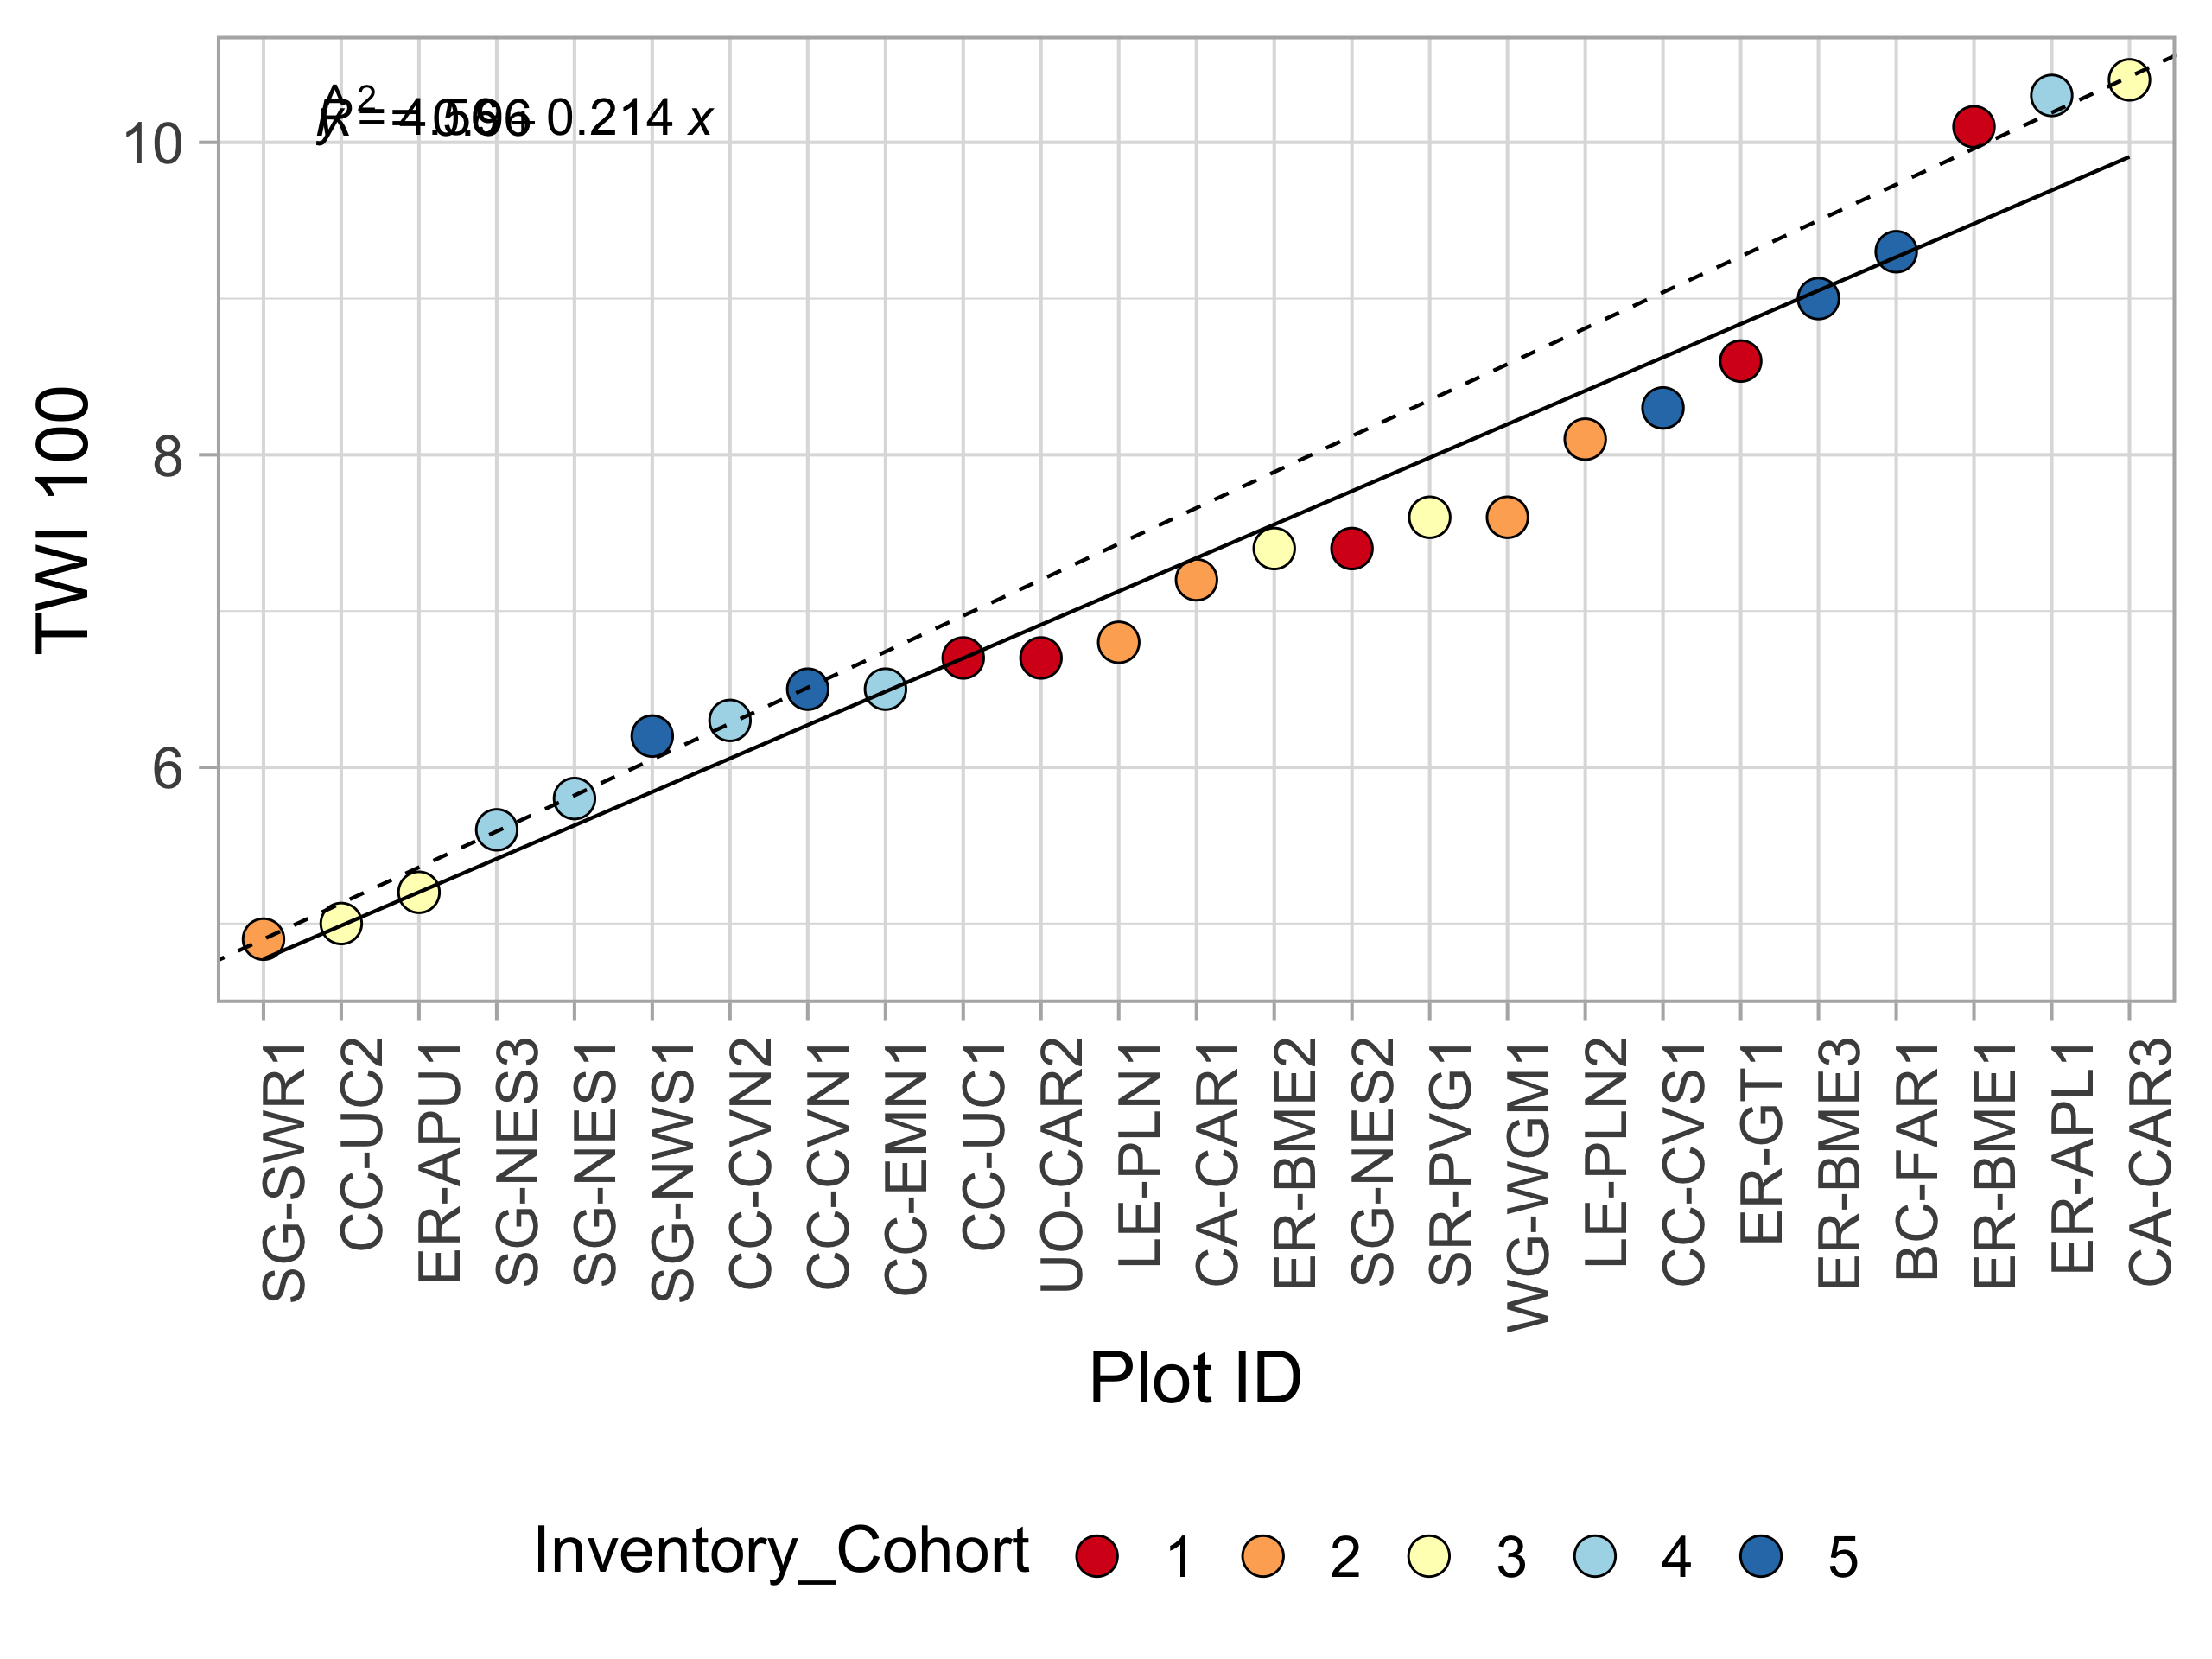 0.214 x
10
8
6
TWI 100
SG-SWR1
CC-UC2
ER-APU1
SG-NES3
SG-NES1
SG-NWS1
CC-CVN2
CC-CVN1
CC-EMN1
CC-UC1
UO-CAR2
LE-PLN1
CA-CAR1
ER-BME2
SG-NES2
SR-PVG1
WG-WGM1
LE-PLN2
CC-CVS1
ER-GT1
ER-BME3
BC-FAR1
ER-BME1
ER-APL1
CA-CAR3
Plot ID
Inventory_Cohort 1 2 3 4 5